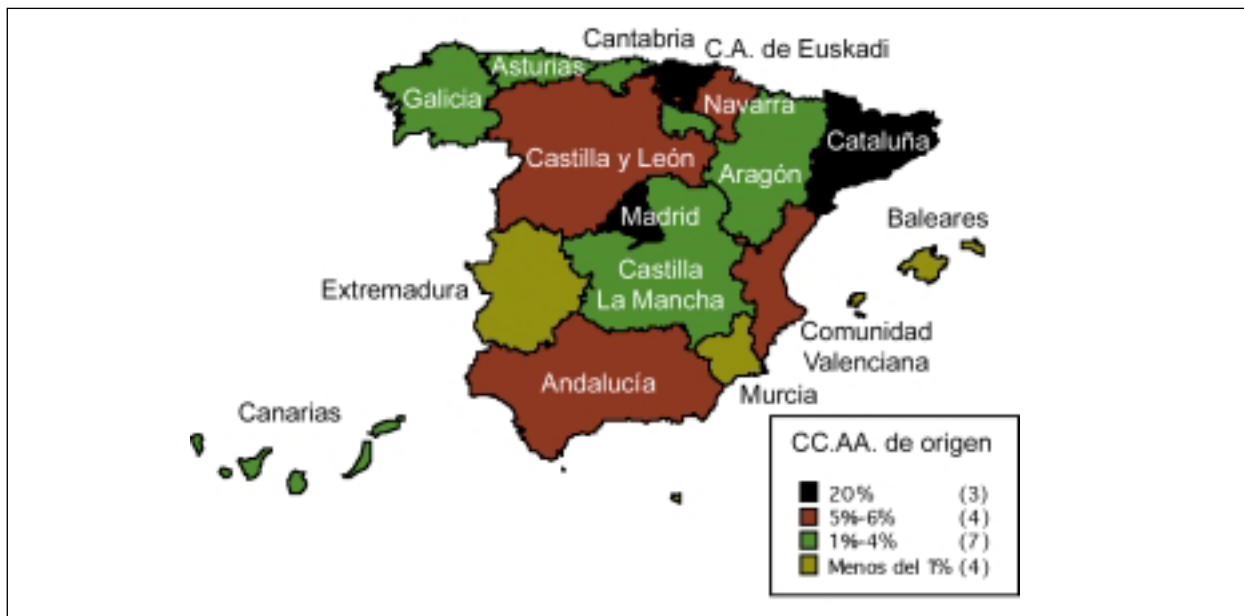 Cantabria
C.A. de Euskadi
Asturias
Galicia
Navarra
Cataluña
Castilla y León
Aragón
Madrid
Baleares
Castilla
La Mancha
Extremadura
Comunidad
Valenciana
Andalucía
Murcia
Canarias
CC.AA. de origen
20% (3)
5%-6% (4)
1%-4% (7)
Menos del 1% (4)